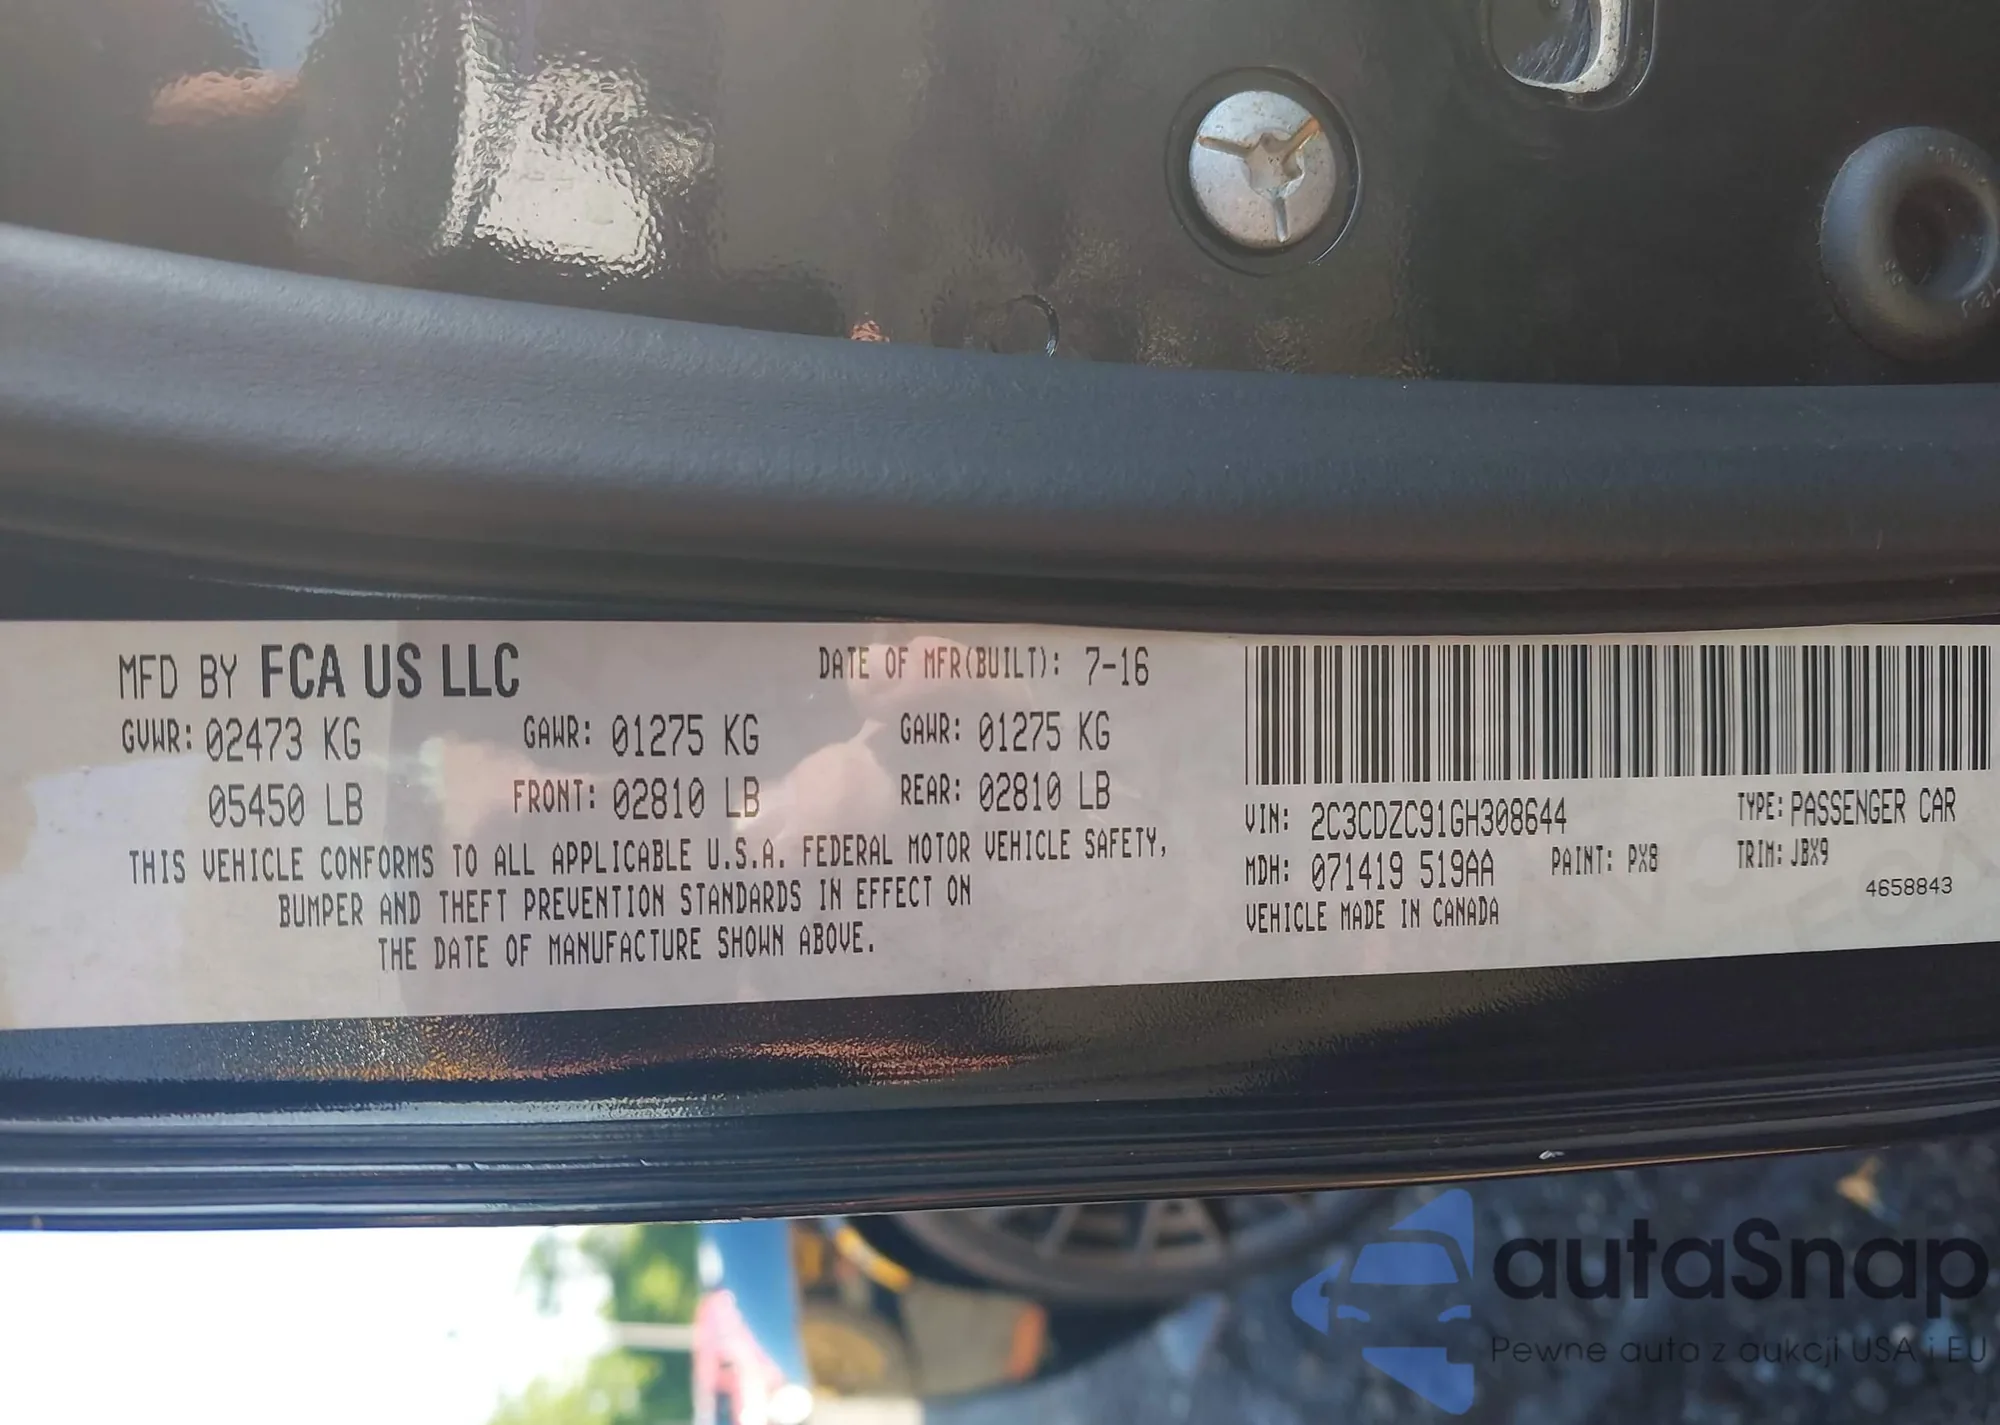 MFD BY FCA US LLC DATE OF MFR(BUILT): 7-16
GVWR: 02473 KG GAWR: 01275 KG GAWR: 01275 KG
05450 LB FRONT: 02810 LB REAR: 02810 LB
THIS VEHICLE CONFORMS TO ALL APPLICABLE U.S.A. FEDERAL MOTOR VEHICLE SAFETY,
BUMPER AND THEFT PREVENTION STANDARDS IN EFFECT ON
THE DATE OF MANUFACTURE SHOWN ABOVE.
VIN: 2C3CDZC91GH308644 TYPE: PASSENGER CAR
MDH: 071419 519AA PAINT: PX8 TRIM: JBX9
VEHICLE MADE IN CANADA 4658843
autaSnap
Pewne auto z aukcji USA i EU